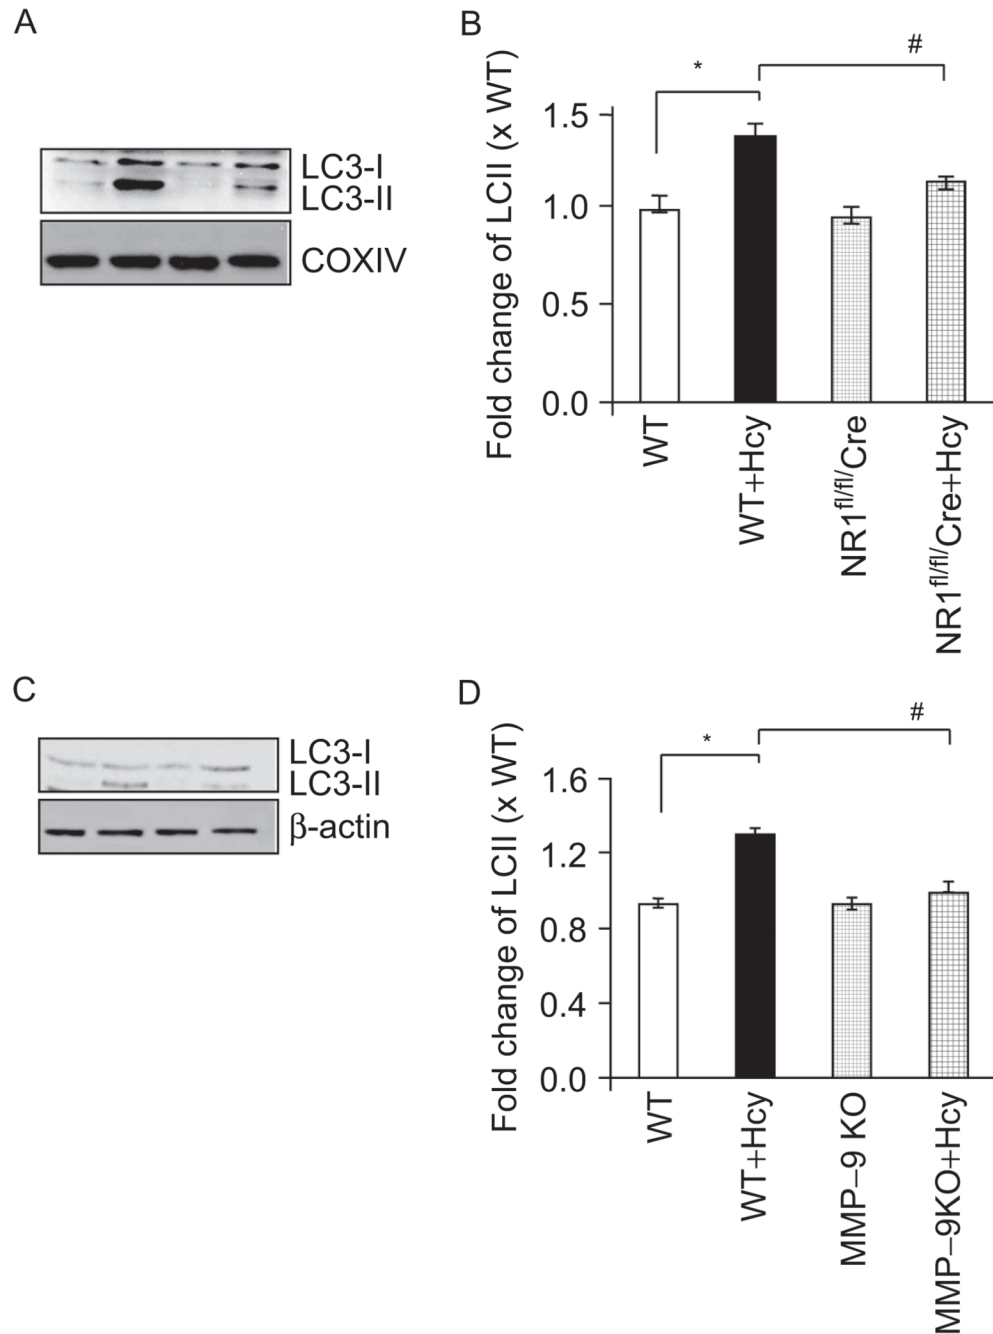 A
LC3-I
LC3-II
COXIV
B
Fold change of LCII (x WT)
*
#
1.5
1.0
0.5
0.0
WT
WT+Hcy
NR1fl/fl/Cre
NR1fl/fl/Cre+Hcy
C
LC3-I
LC3-II
β-actin
D
Fold change of LCII (x WT)
*
#
1.6
1.2
0.8
0.4
0.0
WT
WT+Hcy
MMP–9 KO
MMP–9KO+Hcy